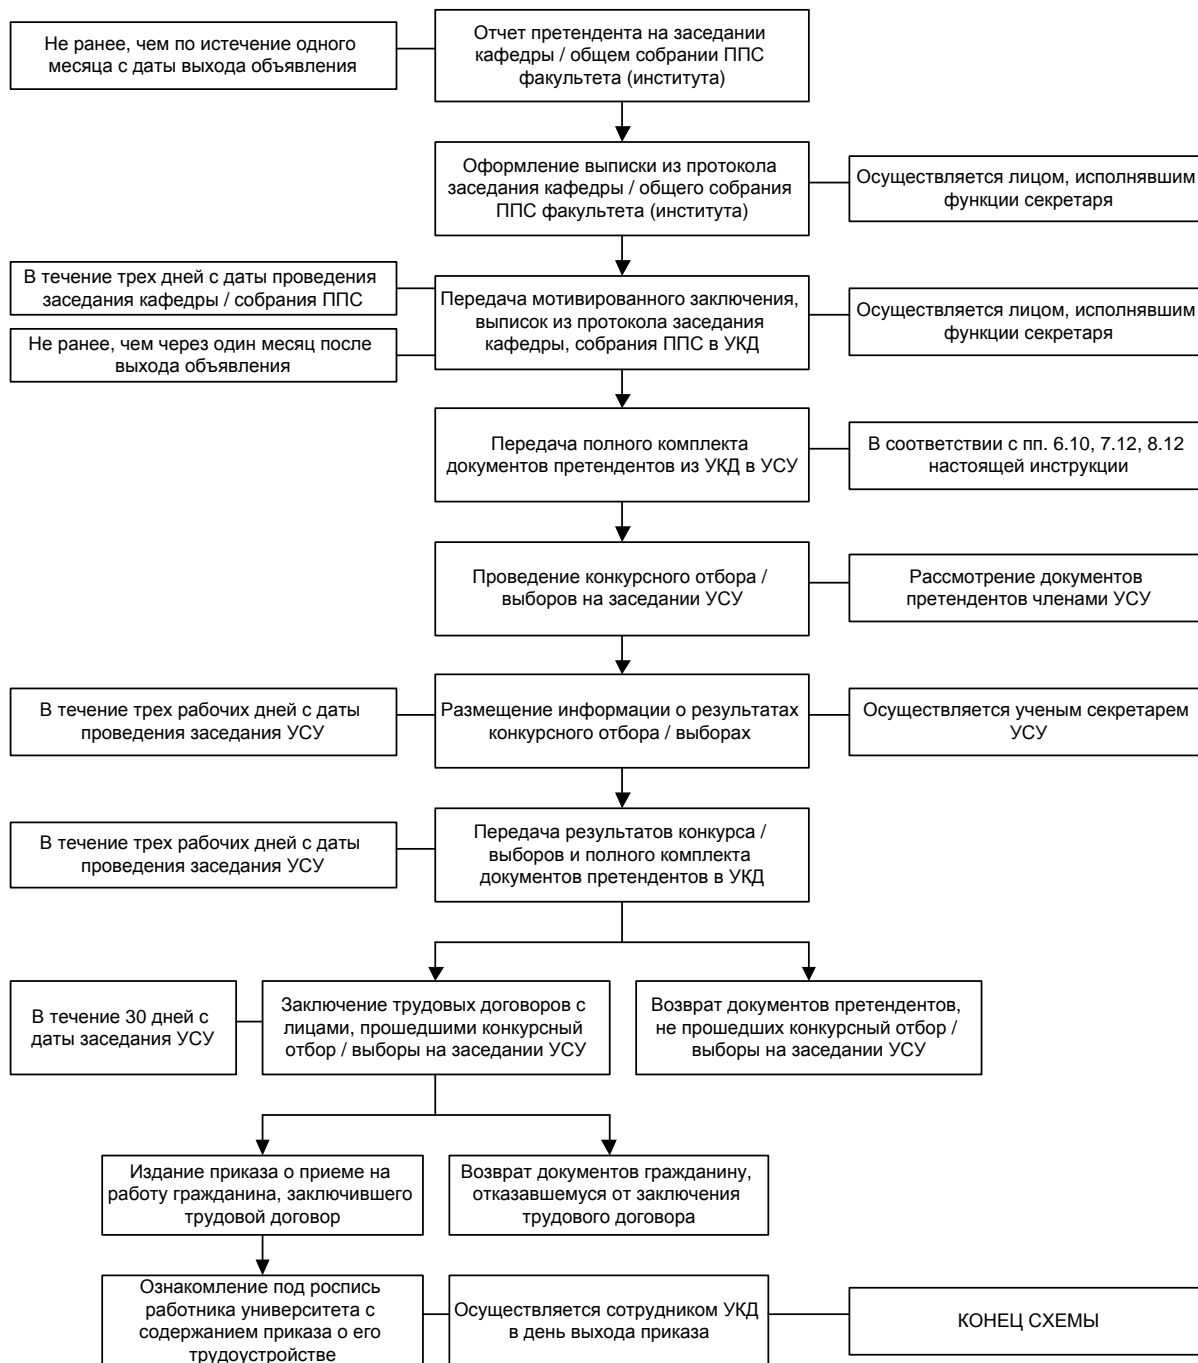 Не ранее, чем по истечение одного
месяца с даты выхода объявления
Отчет претендента на заседании
кафедры / общем собрании ППС
факультета (института)
Оформление выписки из протокола
заседания кафедры / общего собрания
ППС факультета (института)
Осуществляется лицом, исполнявшим
функции секретаря
В течение трех дней с даты проведения
заседания кафедры / собрания ППС
Не ранее, чем через один месяц после
выхода объявления
Передача мотивированного заключения,
выписок из протокола заседания
кафедры, собрания ППС в УКД
Осуществляется лицом, исполнявшим
функции секретаря
Передача полного комплекта
документов претендентов из УКД в УСУ
В соответствии с пп. 6.10, 7.12, 8.12
настоящей инструкции
Проведение конкурсного отбора /
выборов на заседании УСУ
Рассмотрение документов
претендентов членами УСУ
В течение трех рабочих дней с даты
проведения заседания УСУ
Размещение информации о результатах
конкурсного отбора / выборах
Осуществляется ученым секретарем
УСУ
В течение трех рабочих дней с даты
проведения заседания УСУ
Передача результатов конкурса /
выборов и полного комплекта
документов претендентов в УКД
В течение 30 дней с
даты заседания УСУ
Заключение трудовых договоров с
лицами, прошедшими конкурсный
отбор / выборы на заседании УСУ
Возврат документов претендентов,
не прошедших конкурсный отбор /
выборы на заседании УСУ
Издание приказа о приеме на
работу гражданина, заключившего
трудовой договор
Возврат документов гражданину,
отказавшемуся от заключения
трудового договора
Ознакомление под роспись
работника университета с
содержанием приказа о его
трудоустройстве
Осуществляется сотрудником УКД
в день выхода приказа
КОНЕЦ СХЕМЫ